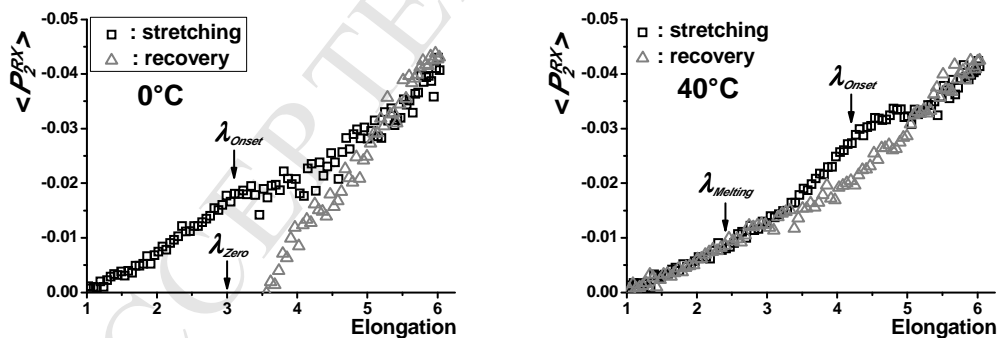 -0.05
-0.04
-0.03
-0.02
-0.01
0.00
<P₂ᴿˣ>
: stretching
: recovery
0°C
λOnset
λZero
1 2 3 4 5 6
Elongation
CCEPTE
-0.05
-0.04
-0.03
-0.02
-0.01
0.00
<P₂ᴿˣ>
: stretching
: recovery
40°C
λOnset
λMelting
1 2 3 4 5 6
Elongation